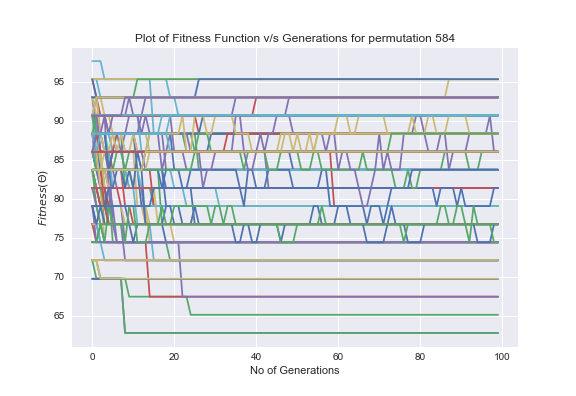 Plot of Fitness Function v/s Generations for permutation 584
95
90
85
80
75
70
65
Fitness(Θ)
0 20 40 60 80 100
No of Generations